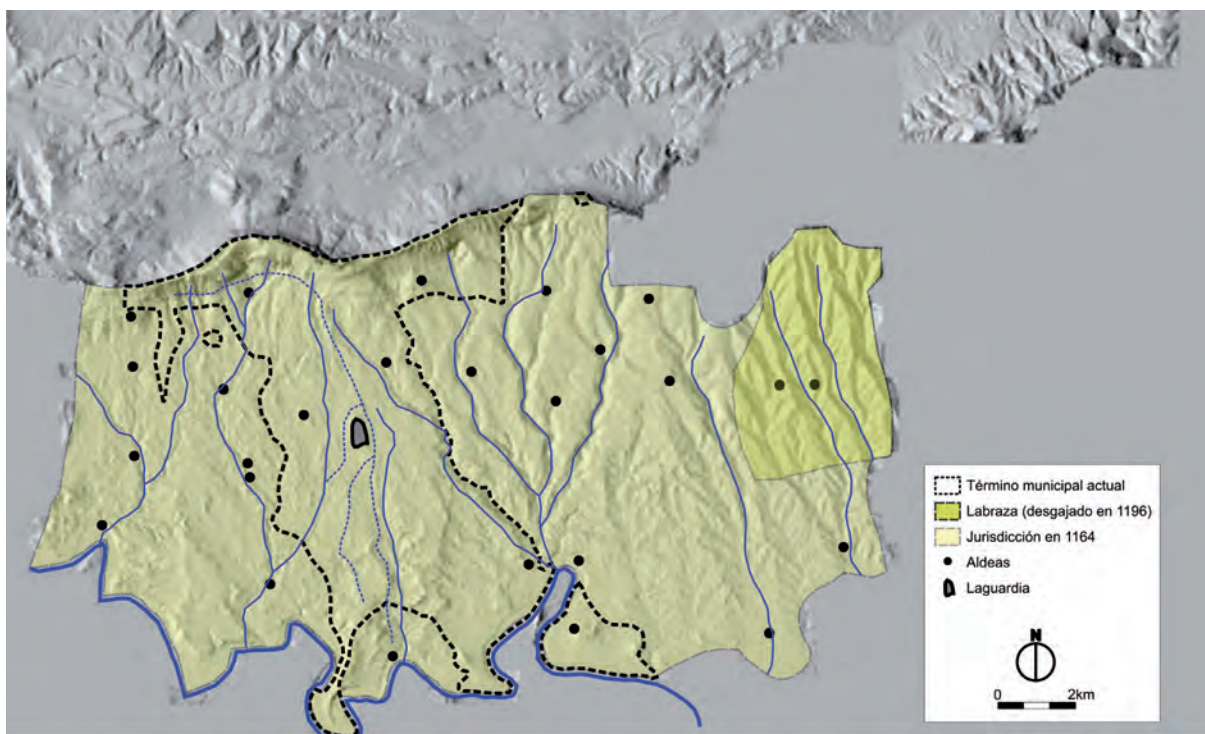 Término municipal actual
Labraza (desgajado en 1196)
Jurisdicción en 1164
Aldeas
Laguardia
N
0 2km